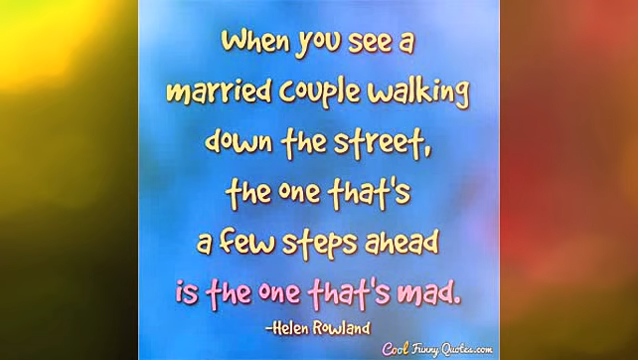 When you see a
married couple walking
down the street,
the one that's
a few steps ahead
is the one that's mad.
-Helen Rowland
Cool Funny Quotes.com